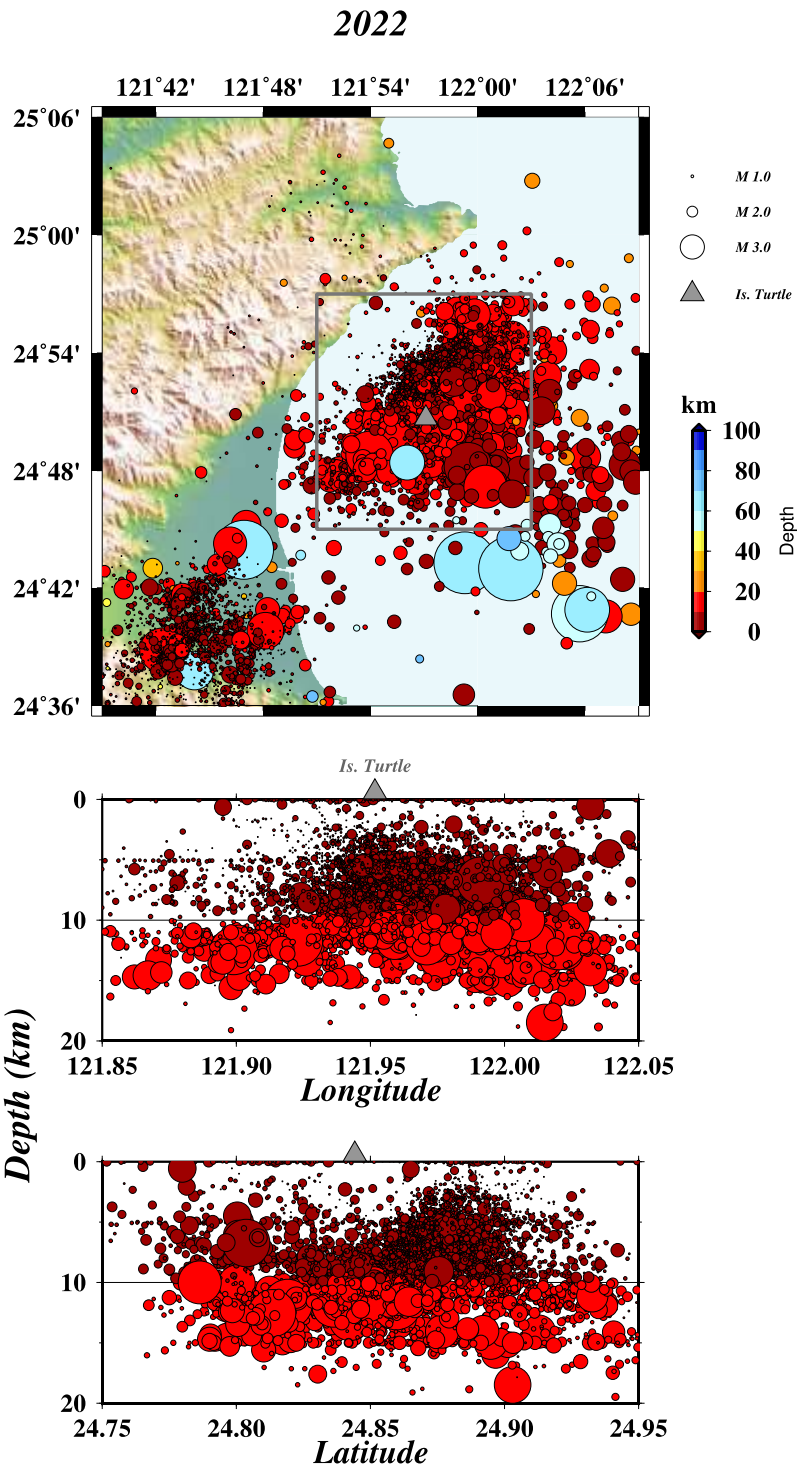 2022
121˚42' 121˚48' 121˚54' 122˚00' 122˚06'
25˚06'
25˚00'
24˚54'
24˚48'
24˚42'
24˚36'
M 1.0
M 2.0
M 3.0
Is. Turtle
km
100
80
60
40
20
0
Depth
Is. Turtle
0
10
20
121.85 121.90 121.95 122.00 122.05
Longitude
Depth (km)
0
10
20
24.75 24.80 24.85 24.90 24.95
Latitude